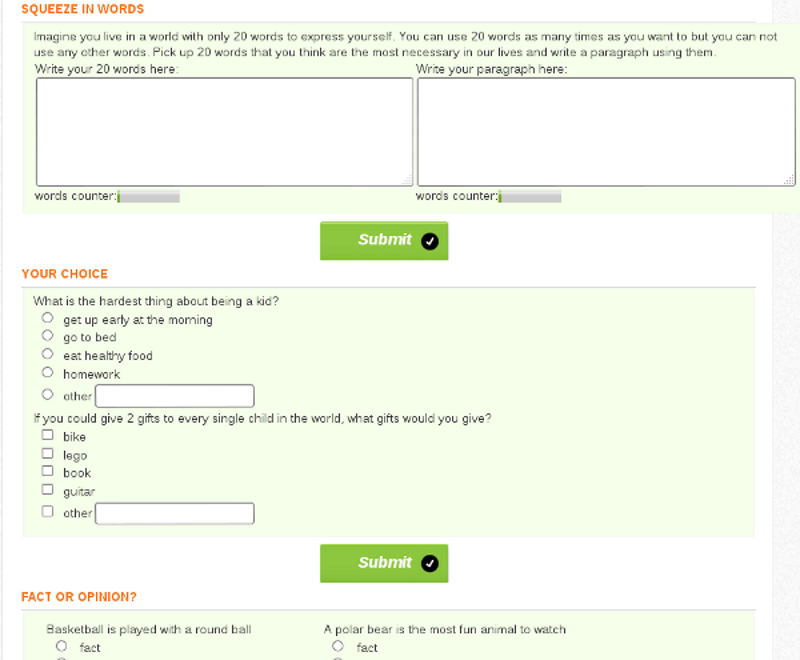 SQUEEZE IN WORDS
Imagine you live in a world with only 20 words to express yourself. You can use 20 words as many times as you want to but you can not
use any other words. Pick up 20 words that you think are the most necessary in our lives and write a paragraph using them.
Write your 20 words here: Write your paragraph here:
words counter: words counter:
Submit
YOUR CHOICE
What is the hardest thing about being a kid?
get up early at the morning
go to bed
eat healthy food
homework
other
If you could give 2 gifts to every single child in the world, what gifts would you give?
bike
lego
book
guitar
other
Submit
FACT OR OPINION?
Basketball is played with a round ball A polar bear is the most fun animal to watch
fact fact